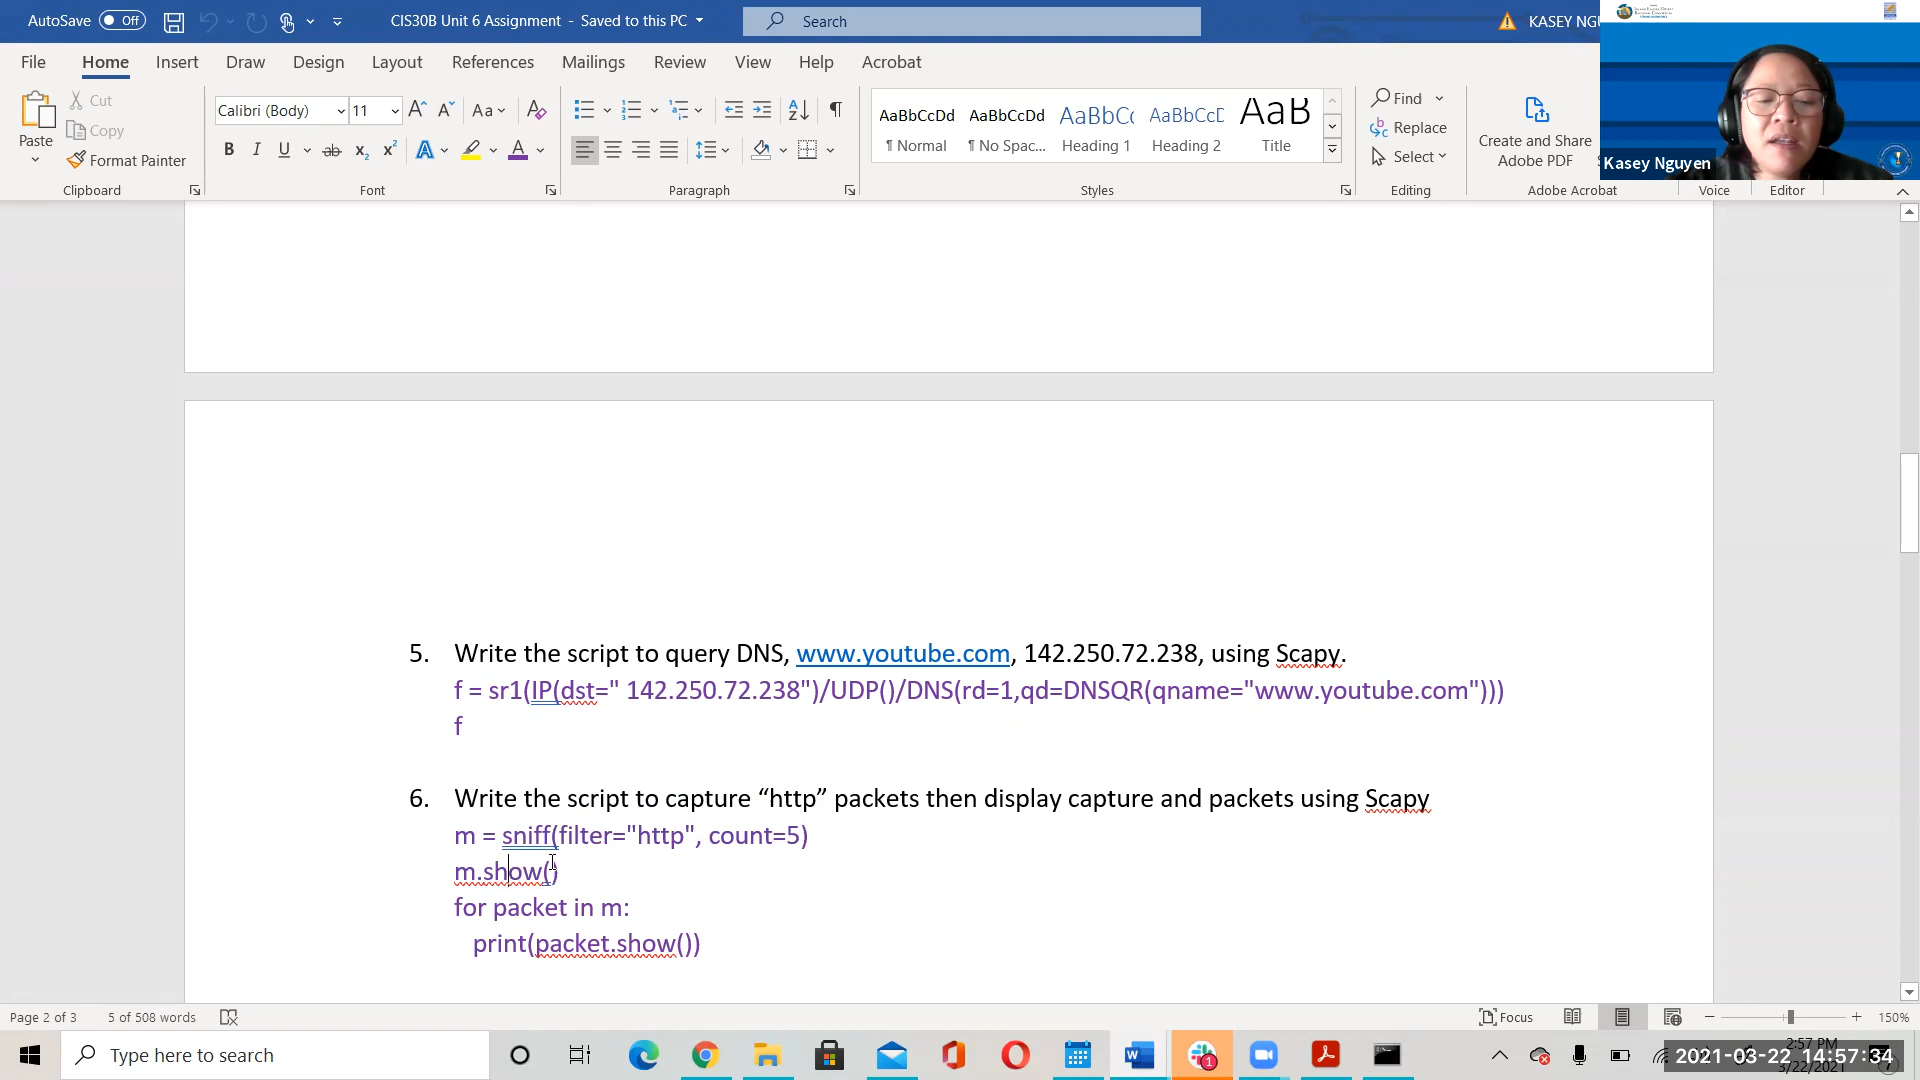 AutoSave Off CIS30B Unit 6 Assignment - Saved to this PC Search KASEY
File Home Insert Draw Design Layout References Mailings Review View Help Acrobat
Paste
Cut
Copy
Format Painter
Calibri (Body) 11
AaBbCcDd AaBbCcDd AaBbCc AaBbCcD AaB
¶ Normal ¶ No Spac... Heading 1 Heading 2 Title
Find
Replace
Select
Create and Share
Adobe PDF
Kasey Nguyen
Clipboard Font Paragraph Styles Editing Adobe Acrobat Voice Editor
5. Write the script to query DNS, www.youtube.com, 142.250.72.238, using Scapy.
f = sr1(IP(dst=" 142.250.72.238")/UDP()/DNS(rd=1,qd=DNSQR(qname="www.youtube.com")))
f
6. Write the script to capture “http” packets then display capture and packets using Scapy
m = sniff(filter="http", count=5)
m.show()
for packet in m:
print(packet.show())
Page 2 of 3 5 of 508 words Focus 150%
Type here to search
2:57 PM
2021-03-22 14:57:34
3/22/2021